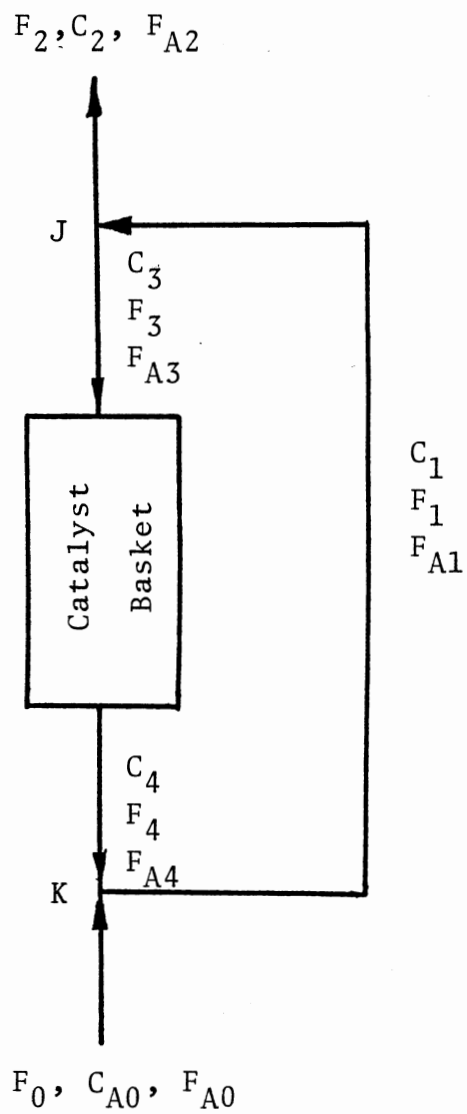 F2, C2, FA2
J
C3
F3
FA3
C1
F1
FA1
Catalyst
Basket
C4
F4
FA4
K
F0, CA0, FA0